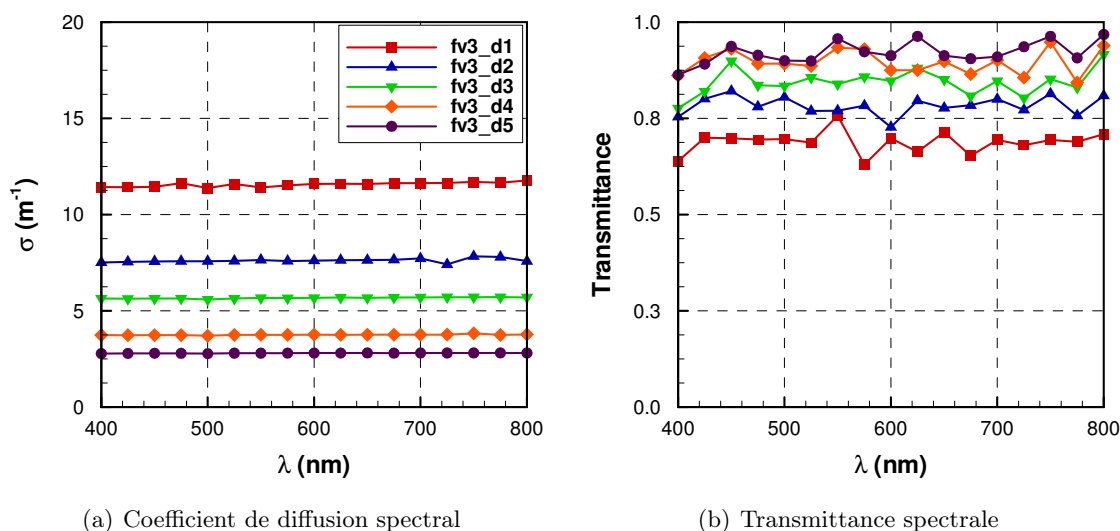 20
15
10
5
0
σ (m⁻¹)
fv3_d1
fv3_d2
fv3_d3
fv3_d4
fv3_d5
400 500 600 700 800
λ (nm)
(a) Coefficient de diffusion spectral
1.0
0.8
0.5
0.3
0.0
Transmittance
400 500 600 700 800
λ (nm)
(b) Transmittance spectrale